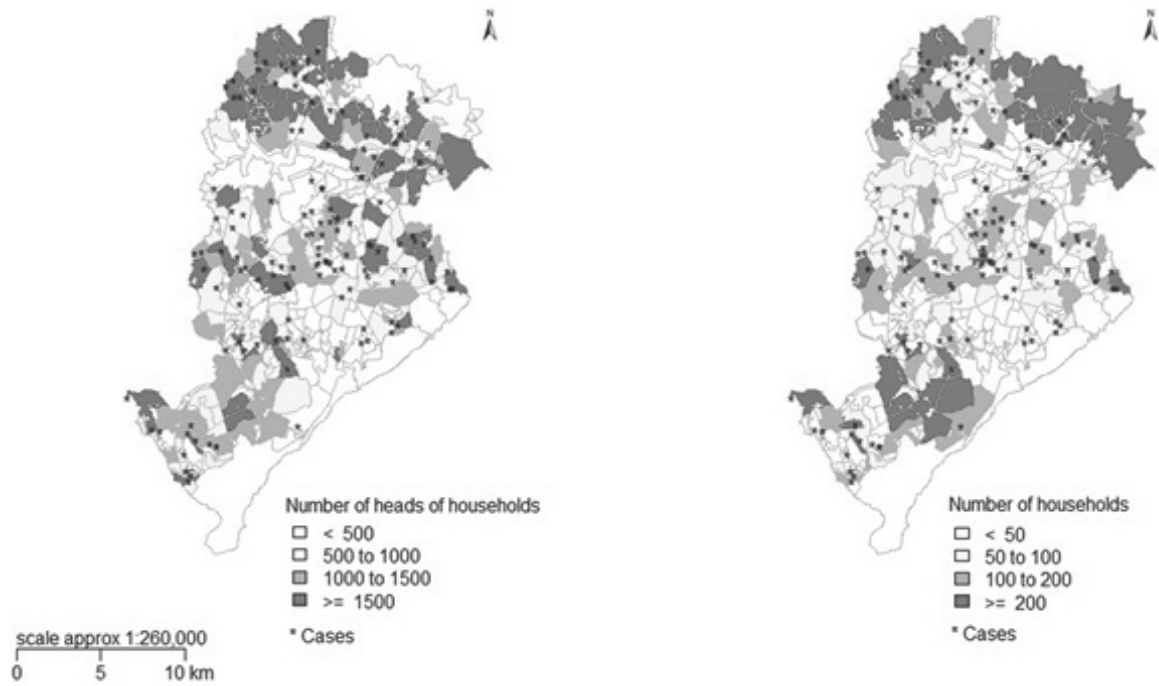 N
N
Number of heads of households
< 500
500 to 1000
1000 to 1500
>= 1500
* Cases
Number of households
< 50
50 to 100
100 to 200
>= 200
* Cases
scale approx 1:260,000
0 5 10 km